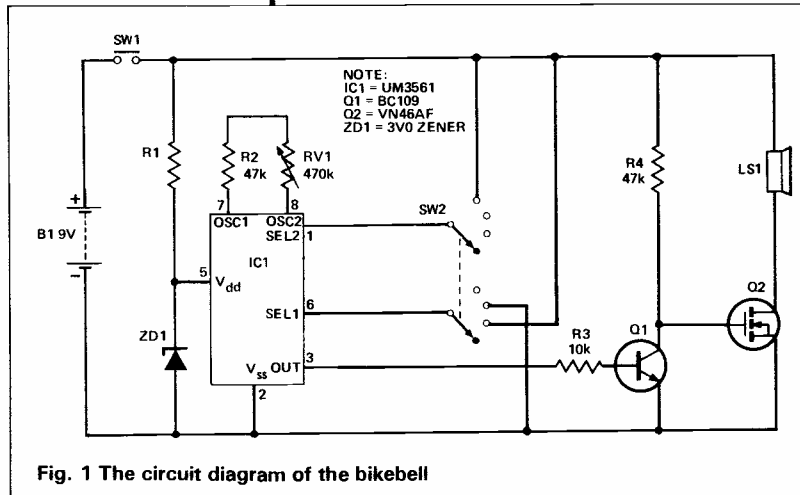 SW1
NOTE:
IC1 = UM3561
Q1 = BC109
Q2 = VN46AF
ZD1 = 3V0 ZENER
R1
R2
47k
RV1
470k
R4
47k
LS1
7
8
OSC1
OSC2
SEL2
1
SW2
+
B1 9V
−
IC1
5
Vdd
SEL1
6
Q2
ZD1
R3
10k
Q1
Vss
OUT
3
2
Fig. 1 The circuit diagram of the bikebell